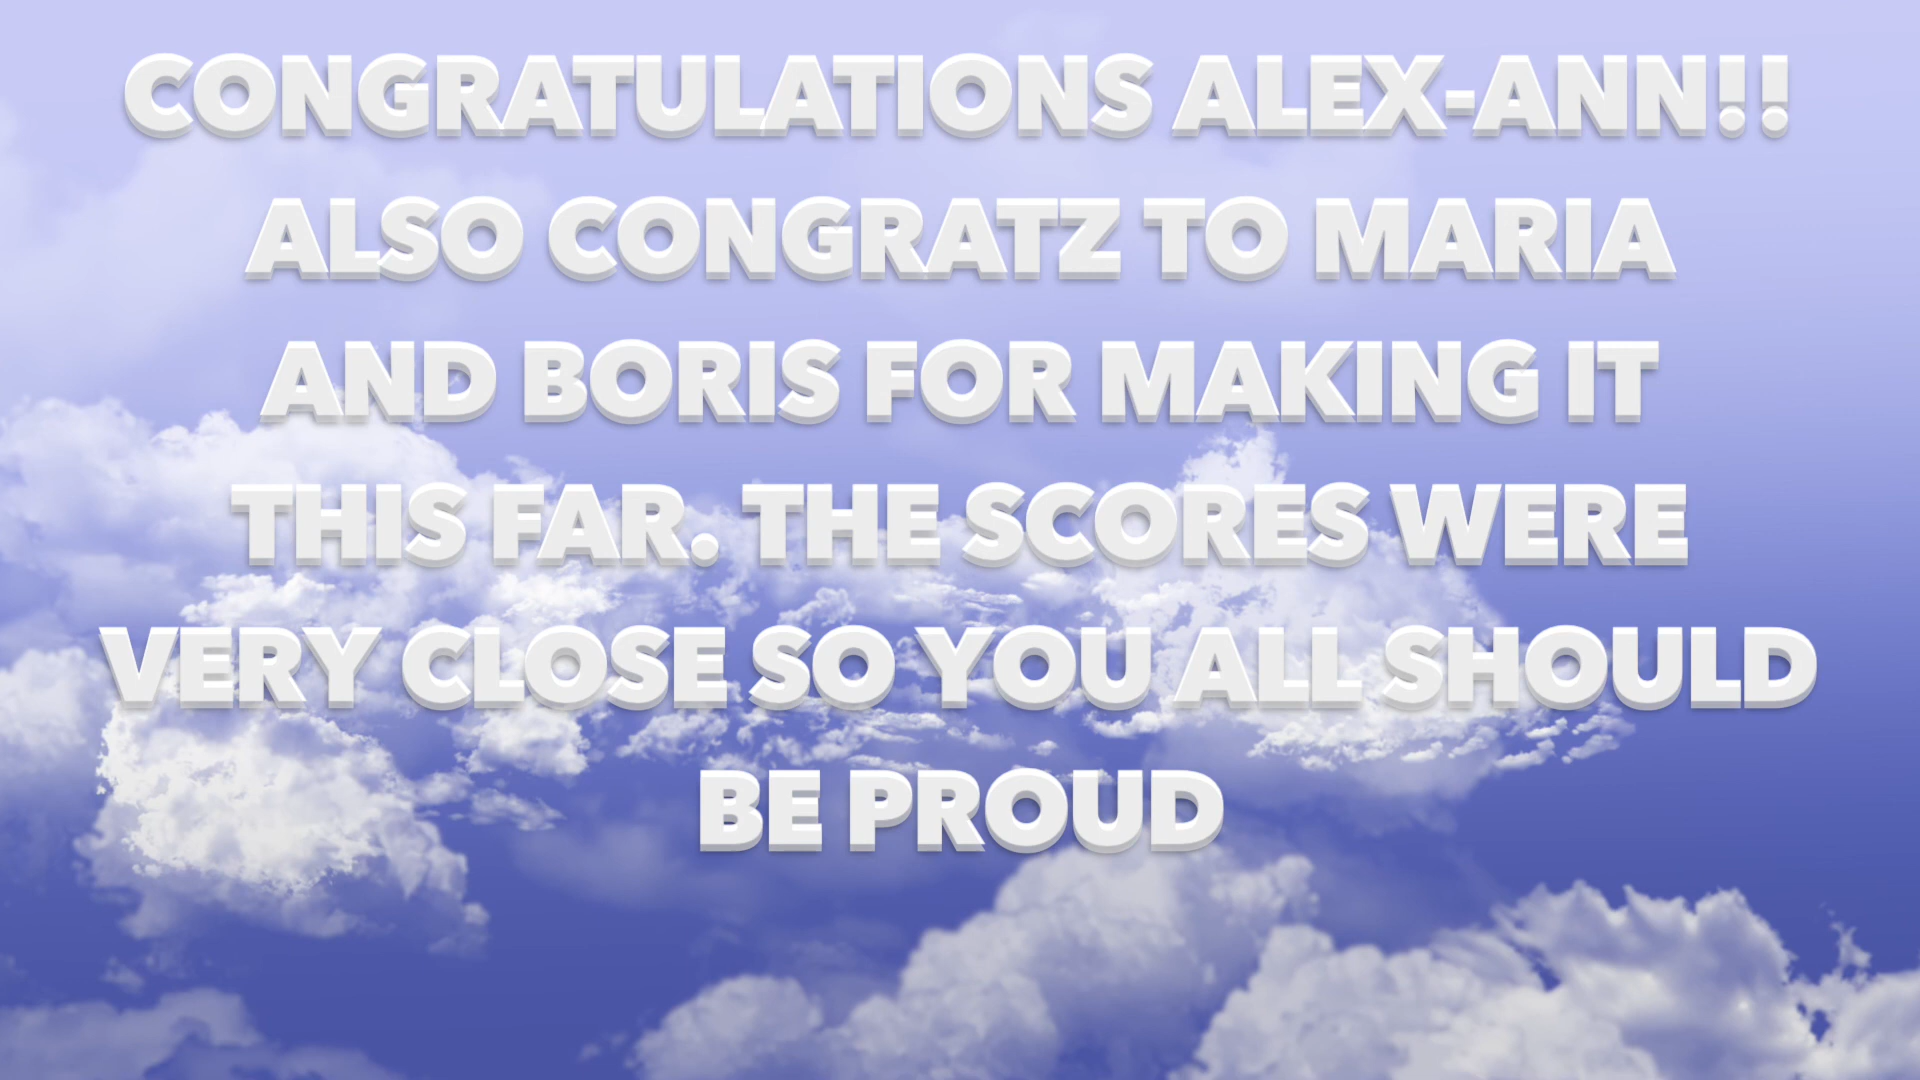 CONGRATULATIONS ALEX-ANN!!
ALSO CONGRATZ TO MARIA
AND BORIS FOR MAKING IT
THIS FAR. THE SCORES WERE
VERY CLOSE SO YOU ALL SHOULD
BE PROUD